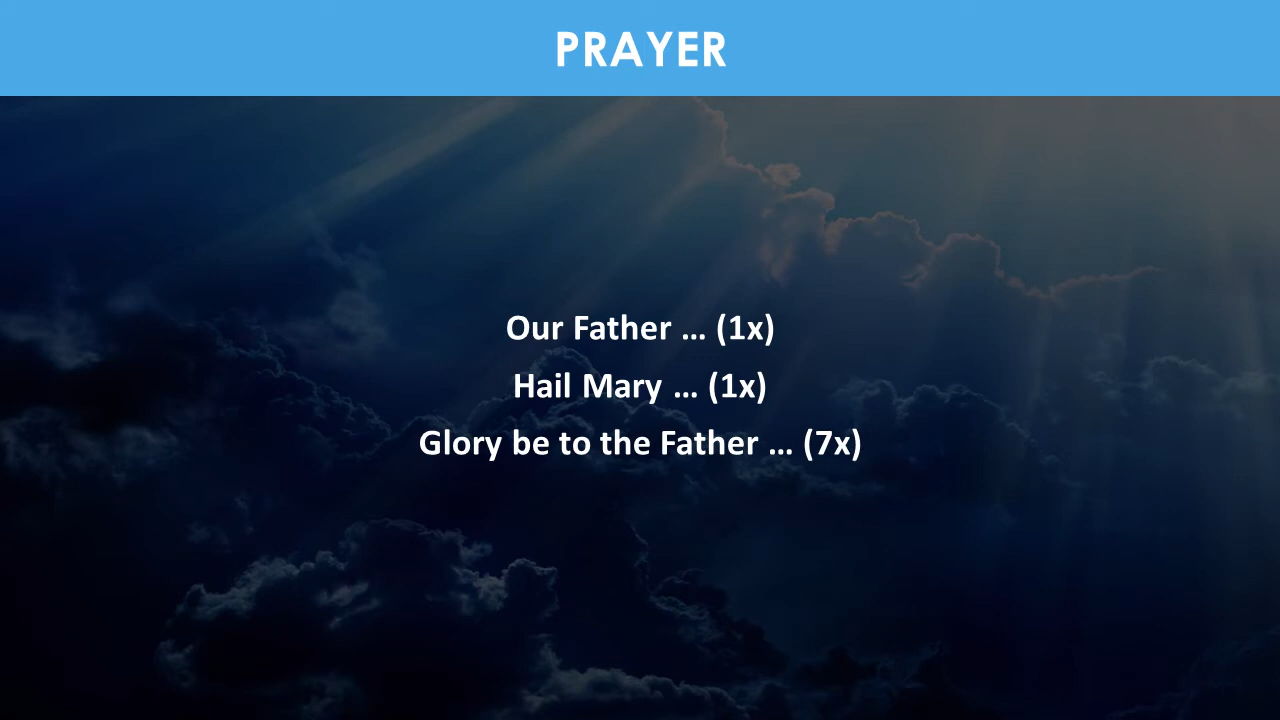 PRAYER
Our Father … (1x)
Hail Mary … (1x)
Glory be to the Father … (7x)